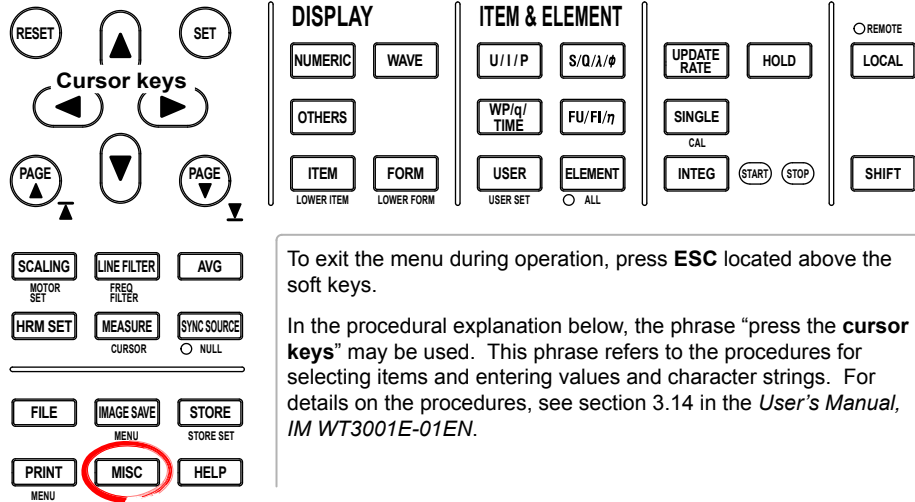 RESET
SET
Cursor keys
PAGE
PAGE
DISPLAY
NUMERIC WAVE
OTHERS
ITEM FORM
LOWER ITEM LOWER FORM
ITEM & ELEMENT
U/I/P S/Q/λ/ϕ
WP/q/
TIME
FU/FI/η
USER ELEMENT
USER SET ALL
UPDATE
RATE
HOLD
SINGLE
CAL
INTEG START STOP
REMOTE
LOCAL
SHIFT
SCALING LINE FILTER AVG
MOTOR
SET
FREQ
FILTER
HRM SET MEASURE SYNC SOURCE
CURSOR NULL
FILE IMAGE SAVE STORE
MENU STORE SET
PRINT MISC HELP
MENU
To exit the menu during operation, press ESC located above the
soft keys.
In the procedural explanation below, the phrase “press the cursor
keys” may be used. This phrase refers to the procedures for
selecting items and entering values and character strings. For
details on the procedures, see section 3.14 in the User's Manual,
IM WT3001E-01EN.